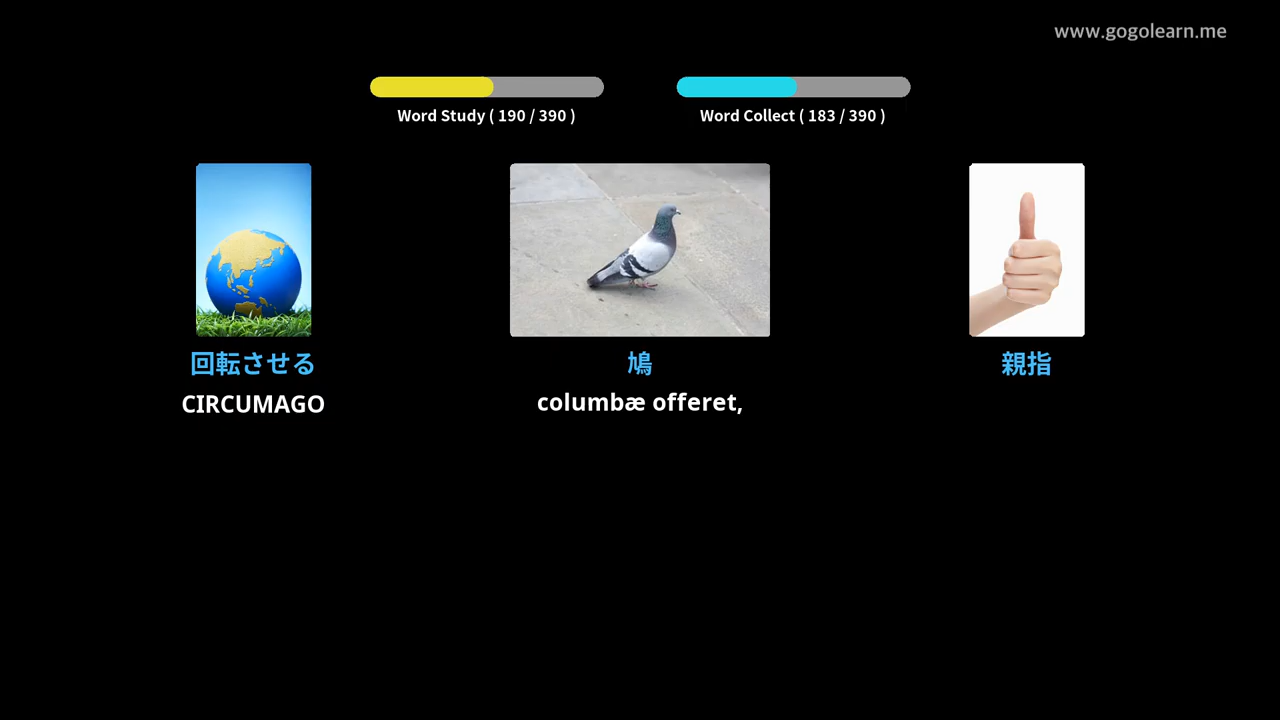 www.gogolearn.me
Word Study ( 190 / 390 )
Word Collect ( 183 / 390 )
回転させる
鳩
親指
CIRCUMAGO
columbæ offeret,